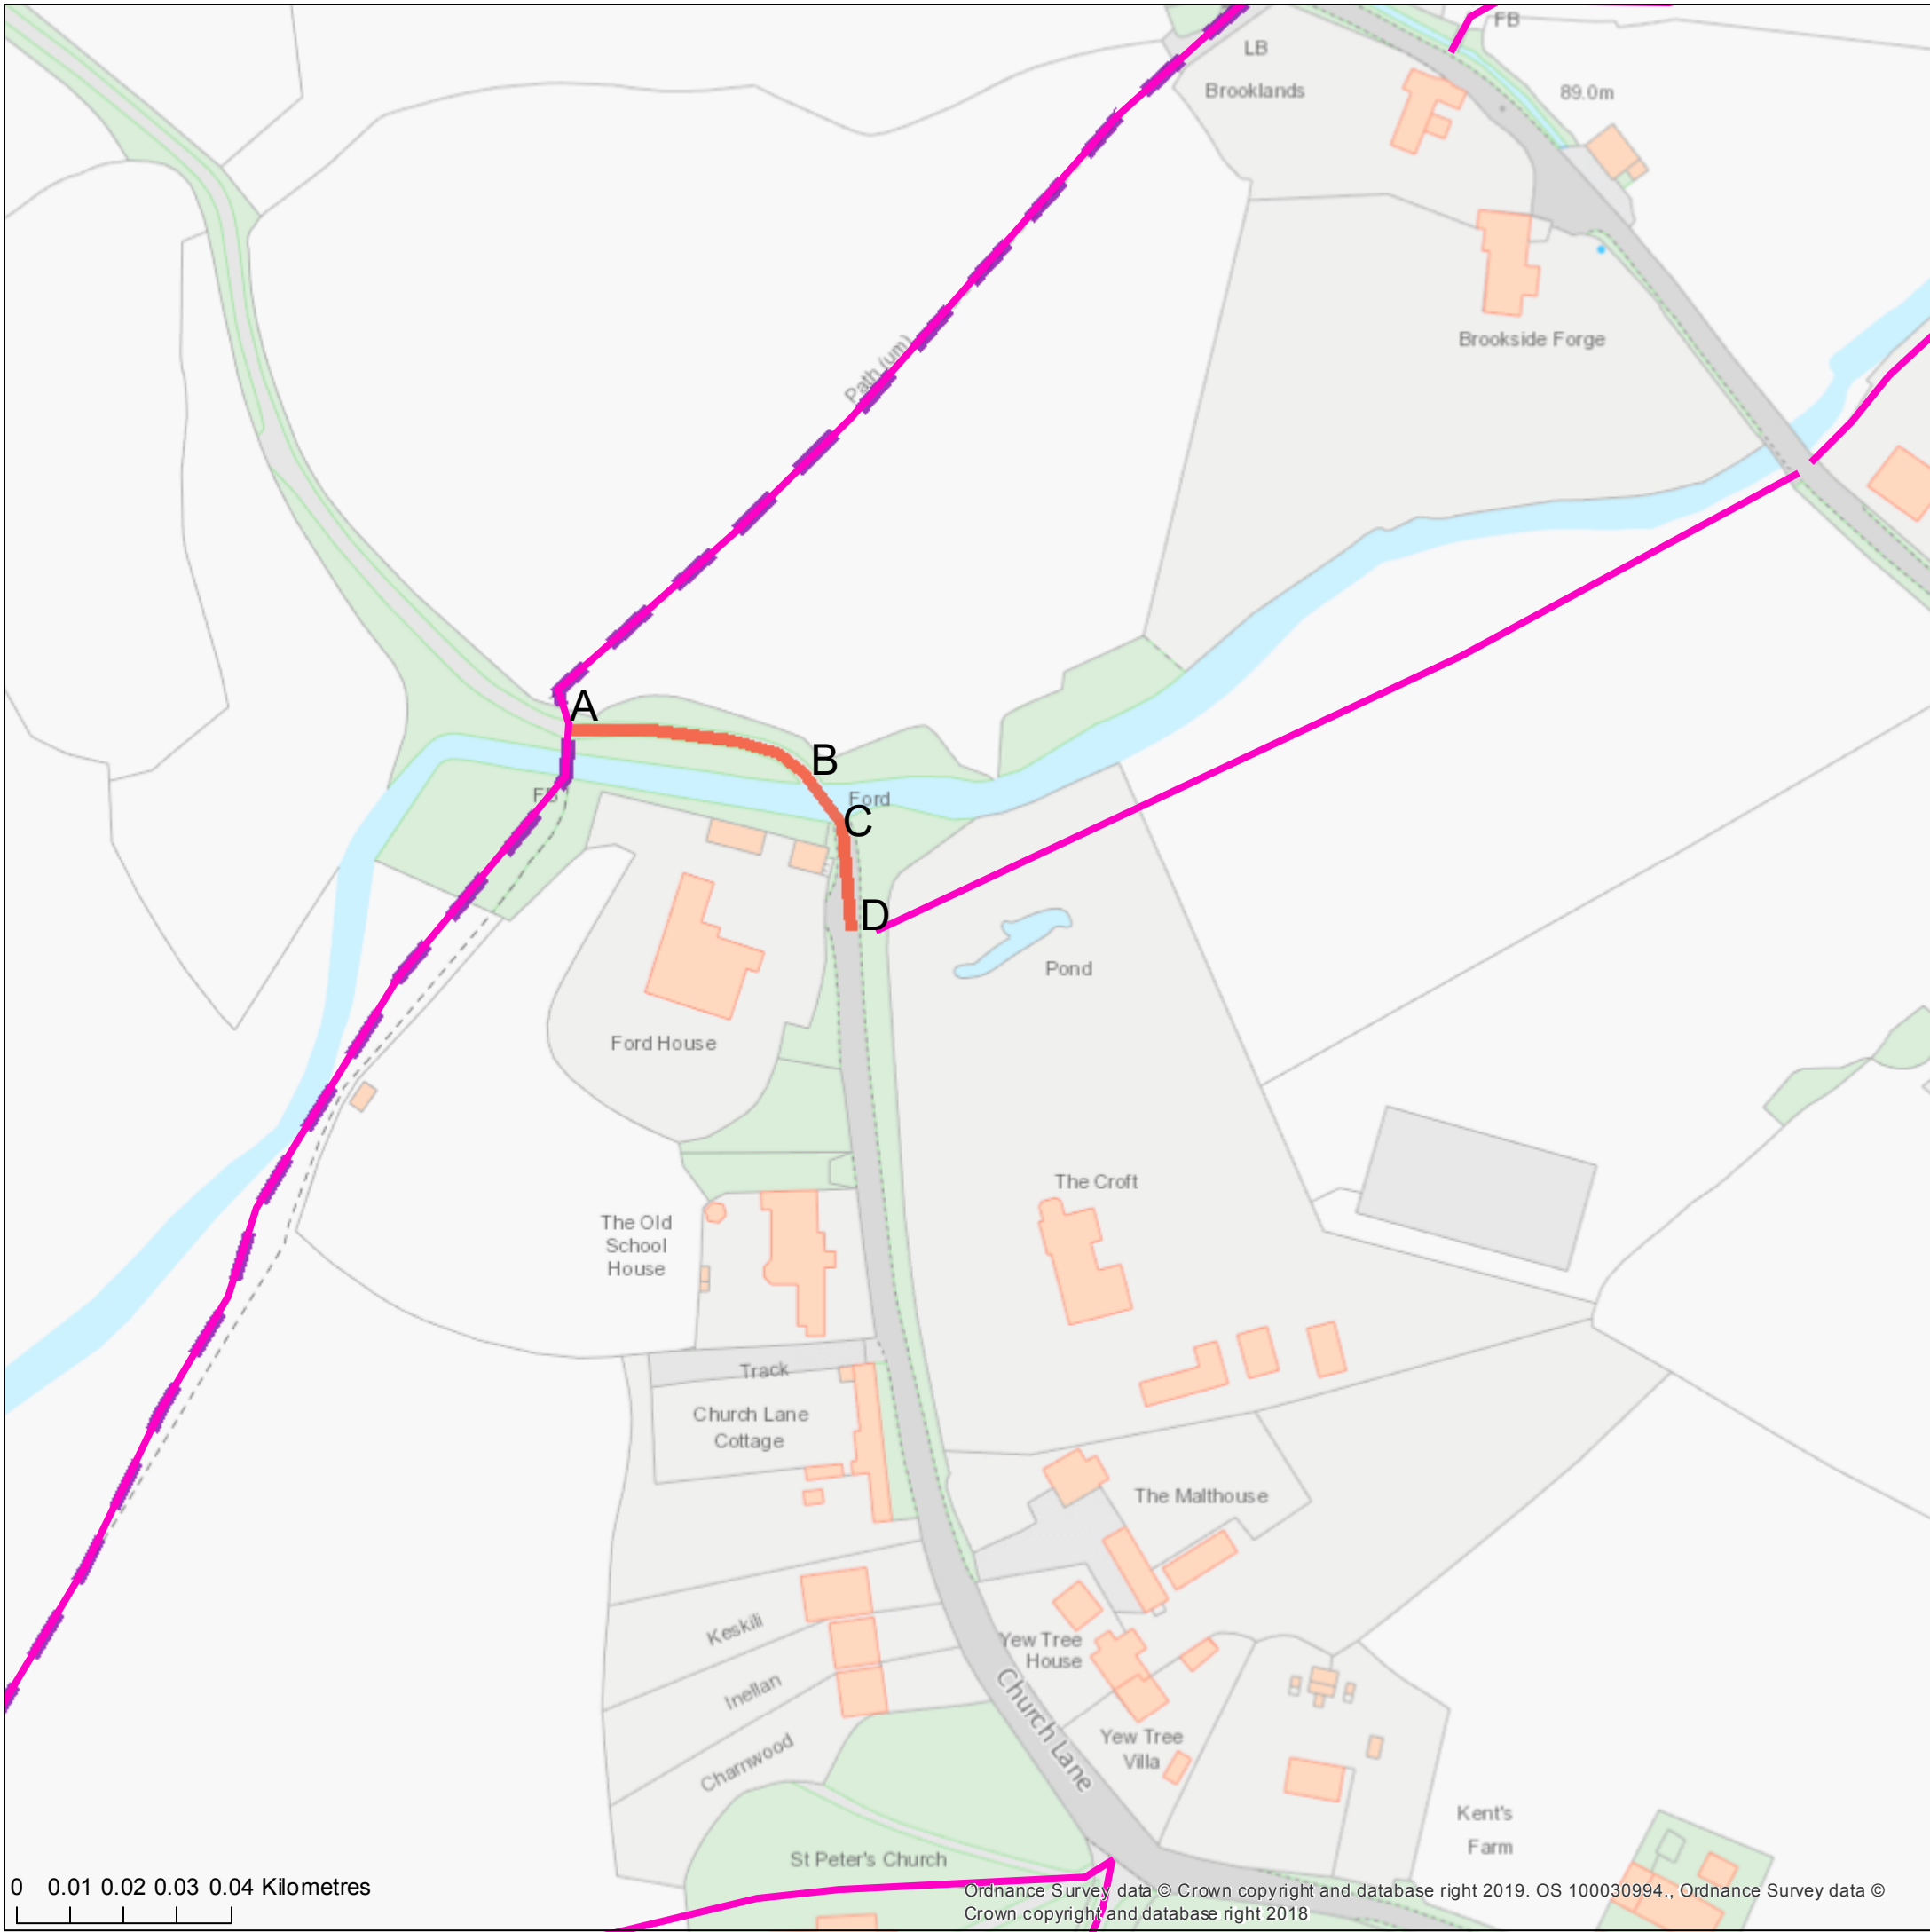 FB
LB
Brooklands
89.0m
Brookside Forge
Path (um)
A
B
FB
Ford
C
D
Pond
Ford House
The Croft
The Old
School
House
Track
Church Lane
Cottage
The Malthouse
Keskili
Yew Tree
House
Inellan
Church Lane
Yew Tree
Villa
Charnwood
Kent's
Farm
St Peter's Church
0 0.01 0.02 0.03 0.04 Kilometres
Ordnance Survey data © Crown copyright and database right 2019. OS 100030994., Ordnance Survey data ©
Crown copyright and database right 2018